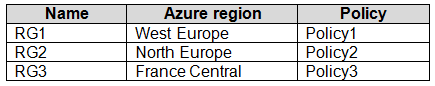 Name Azure region Policy
RG1 West Europe Policy1
RG2 North Europe Policy2
RG3 France Central Policy3